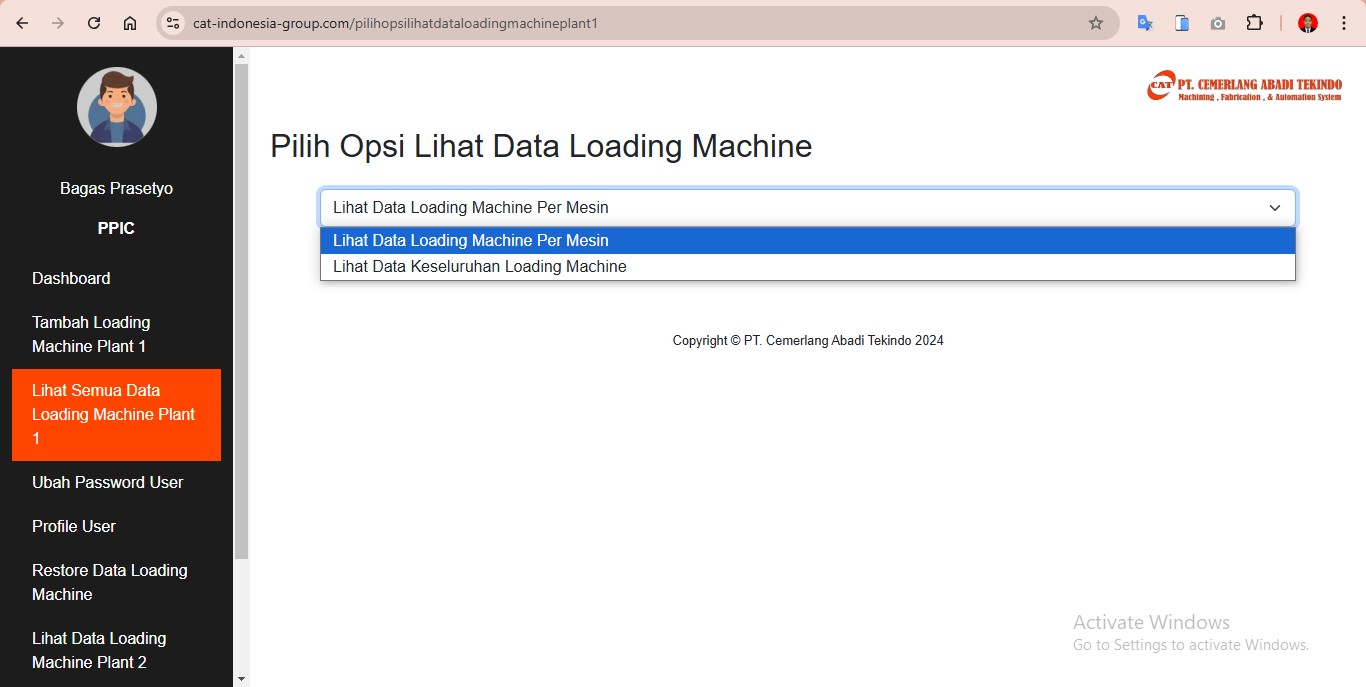 cat-indonesia-group.com/pilihopsilihatdataloadingmachineplant1
Bagas Prasetyo
PPIC
Dashboard
Tambah Loading
Machine Plant 1
Lihat Semua Data
Loading Machine Plant
1
Ubah Password User
Profile User
Restore Data Loading
Machine
Lihat Data Loading
Machine Plant 2
CAT PT. CEMERLANG ABADI TEKINDO
Machining , Fabrication , & Automation System
Pilih Opsi Lihat Data Loading Machine
Lihat Data Loading Machine Per Mesin
Lihat Data Loading Machine Per Mesin
Lihat Data Keseluruhan Loading Machine
Copyright © PT. Cemerlang Abadi Tekindo 2024
Activate Windows
Go to Settings to activate Windows.